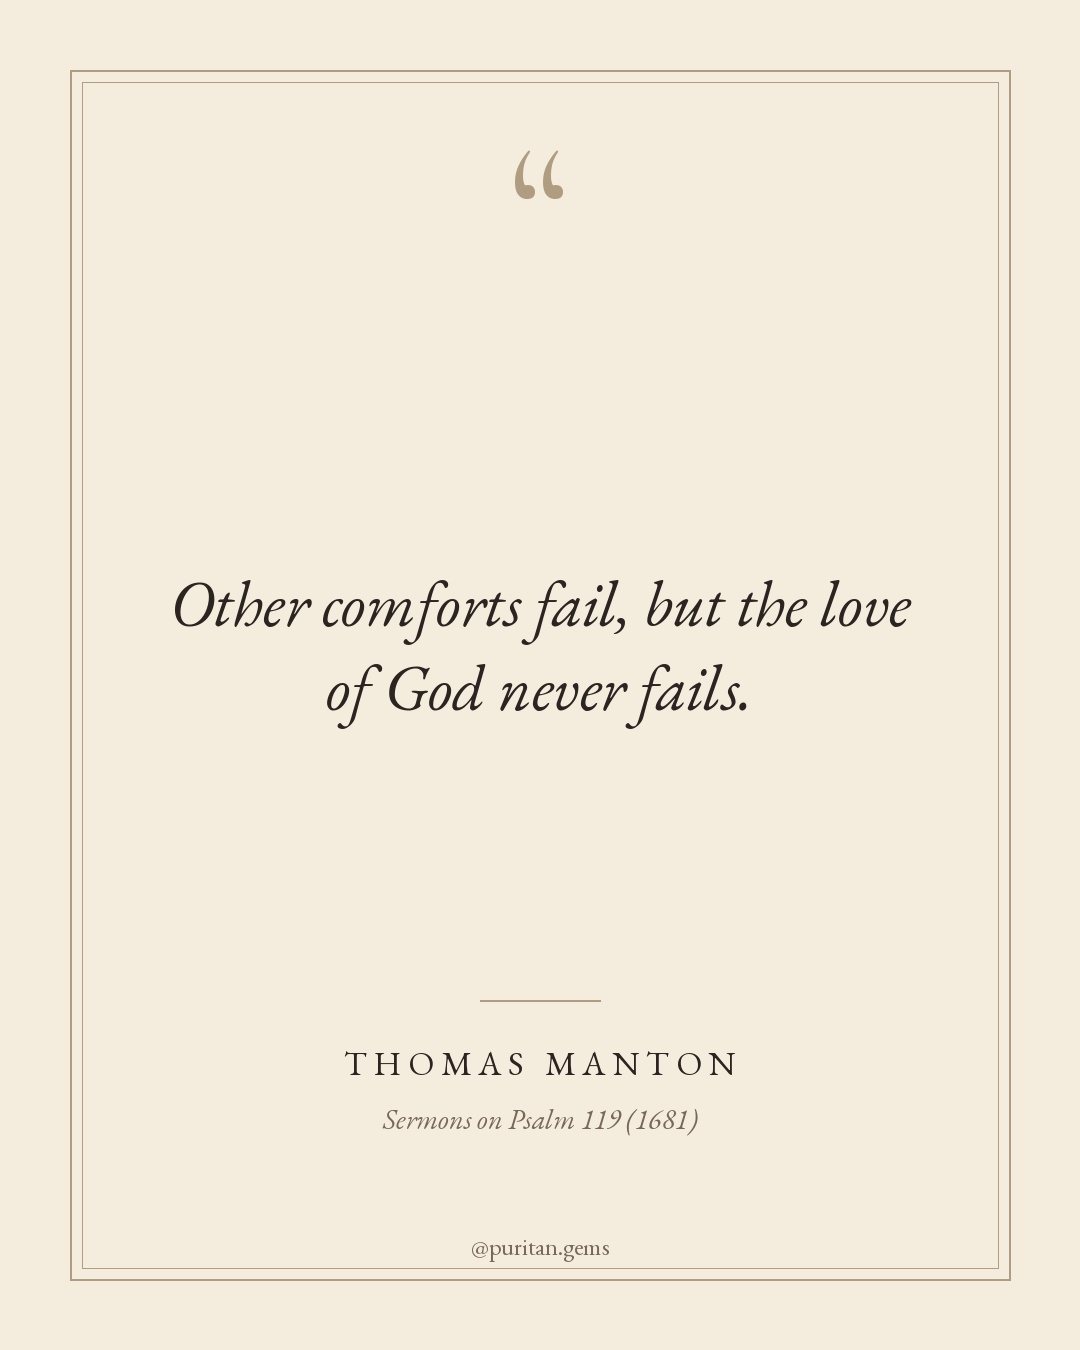 “
Other comforts fail, but the love
of God never fails.
THOMAS MANTON
Sermons on Psalm 119 (1681)
@puritan.gems